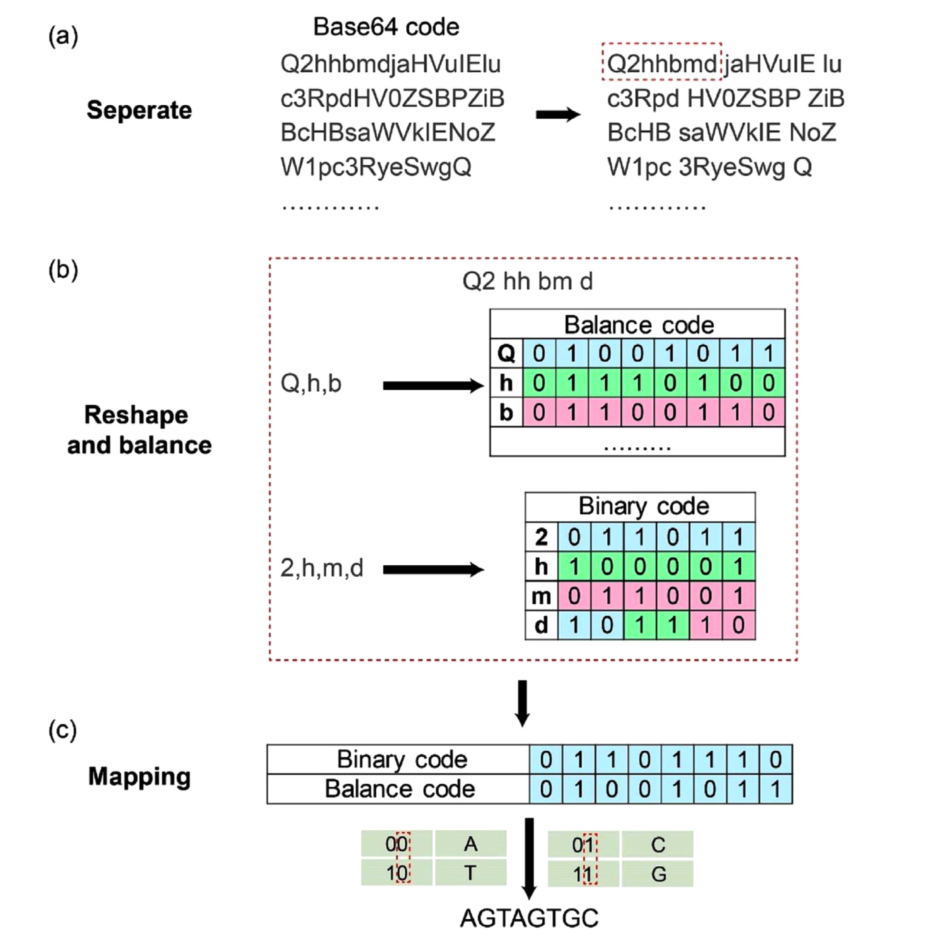 (a)
Base64 code
Seperate
Q2hhbmdjaHVuIElu
c3RpdHV0ZSBPZiB
BcHBsaWVkIENoZ
W1pc3RyeSwgQ
............
Q2hhbmd jaHVuIE lu
c3Rpd HV0ZSBP ZiB
BcHB saWVkIE NoZ
W1pc 3RyeSwg Q
............
(b)
Reshape
and balance
Q2 hh bm d
Q,h,b
Balance code
Q 0 1 0 0 1 0 1 1
h 0 1 1 1 0 1 0 0
b 0 1 1 0 0 1 1 0
.........
2,h,m,d
Binary code
2 0 1 1 0 1 1
h 1 0 0 0 0 1
m 0 1 1 0 0 1
d 1 0 1 1 1 0
(c)
Mapping
Binary code 0 1 1 0 1 1 1 0
Balance code 0 1 0 0 1 0 1 1
00 A 01 C
10 T 11 G
AGTAGTGC